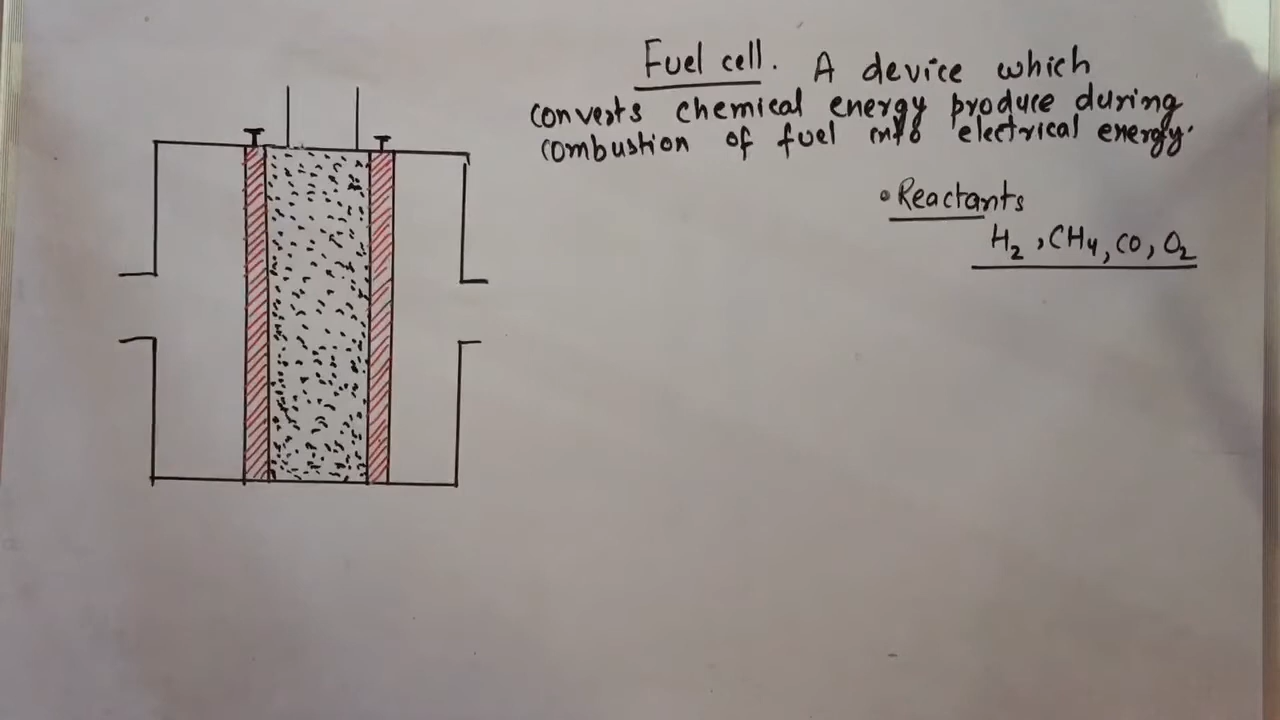 Fuel cell. A device which
converts chemical energy produce during
combustion of fuel into electrical energy.
• Reactants
H₂, CH₄, CO, O₂